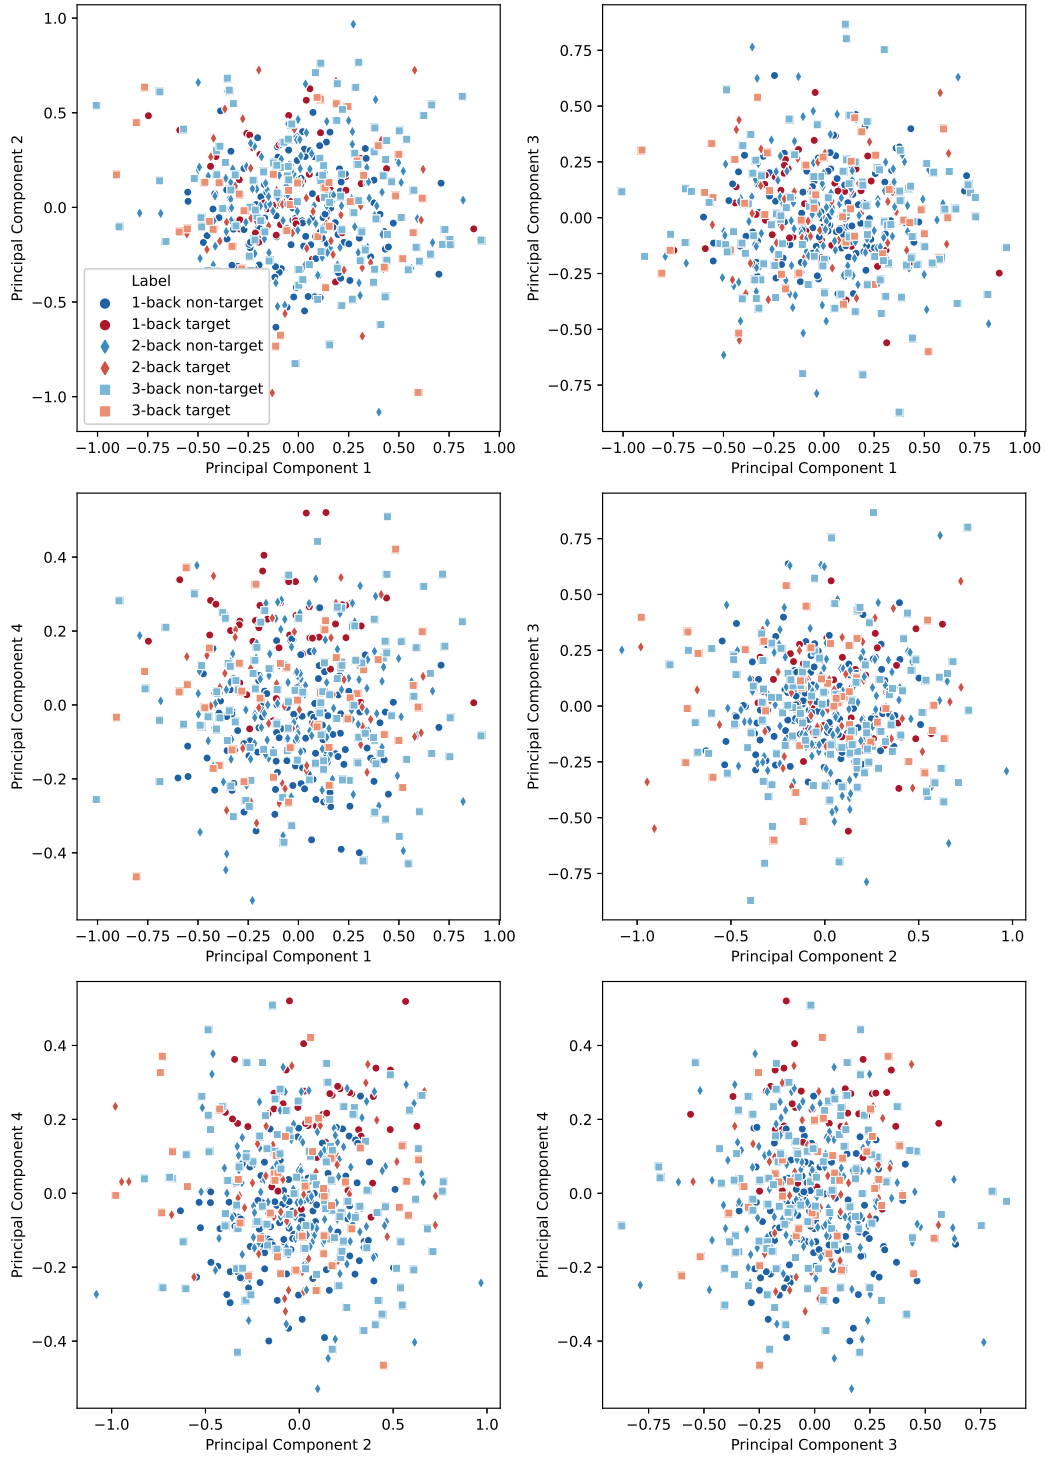 1.0
0.5
0.0
−0.5
−1.0
Principal Component 2
Label
1-back non-target
1-back target
2-back non-target
2-back target
3-back non-target
3-back target
−1.00 −0.75 −0.50 −0.25 0.00 0.25 0.50 0.75 1.00
Principal Component 1
0.75
0.50
0.25
0.00
−0.25
−0.50
−0.75
Principal Component 3
−1.00 −0.75 −0.50 −0.25 0.00 0.25 0.50 0.75 1.00
Principal Component 1
0.4
0.2
0.0
−0.2
−0.4
Principal Component 4
−1.00 −0.75 −0.50 −0.25 0.00 0.25 0.50 0.75 1.00
Principal Component 1
0.75
0.50
0.25
0.00
−0.25
−0.50
−0.75
Principal Component 3
−1.0 −0.5 0.0 0.5 1.0
Principal Component 2
0.4
0.2
0.0
−0.2
−0.4
Principal Component 4
−1.0 −0.5 0.0 0.5 1.0
Principal Component 2
0.4
0.2
0.0
−0.2
−0.4
Principal Component 4
−0.75 −0.50 −0.25 0.00 0.25 0.50 0.75
Principal Component 3